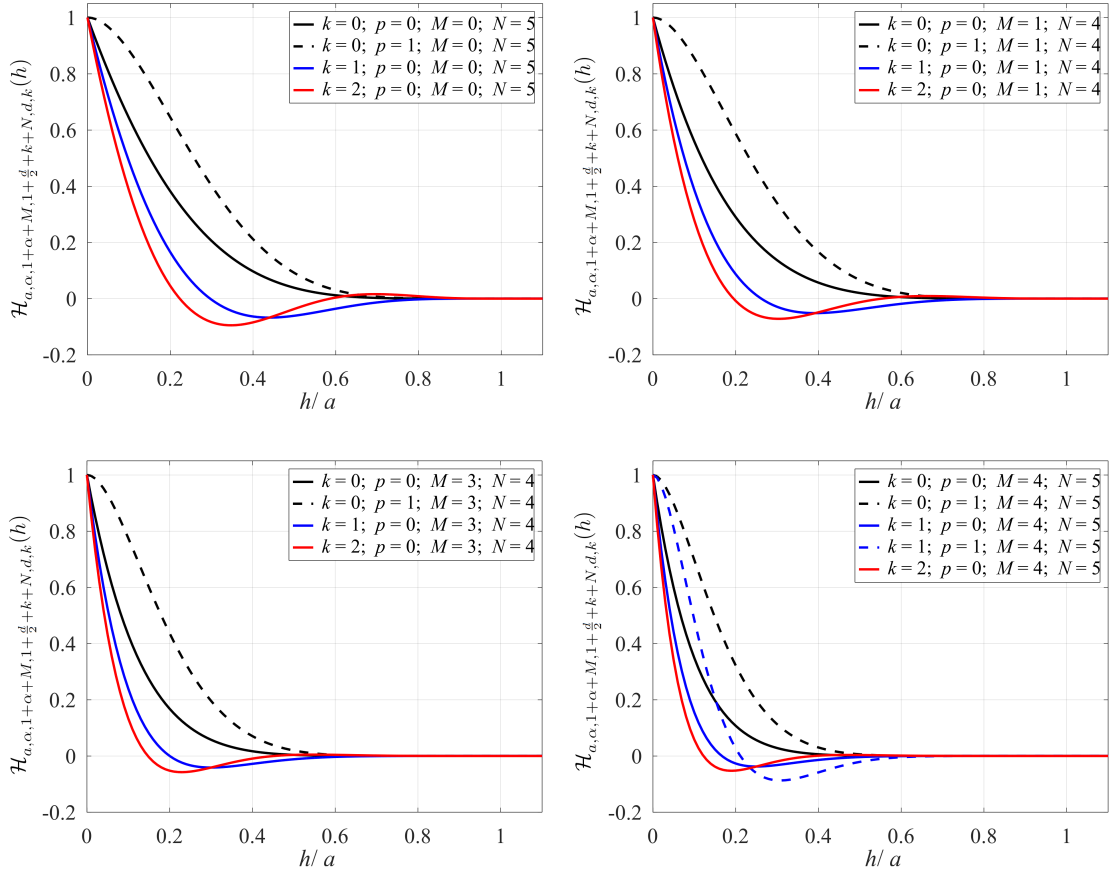 k=0; p=0; M=0; N=5
k=0; p=1; M=0; N=5
k=1; p=0; M=0; N=5
k=2; p=0; M=0; N=5
1
0.8
0.6
0.4
0.2
0
-0.2
0
0.2
0.4
0.6
0.8
1
h/ a
ℋ_{a,α,1+α+M,1+\frac{d}{2}+k+N,d,k}(h)
k=0; p=0; M=1; N=4
k=0; p=1; M=1; N=4
k=1; p=0; M=1; N=4
k=2; p=0; M=1; N=4
1
0.8
0.6
0.4
0.2
0
-0.2
0
0.2
0.4
0.6
0.8
1
h/ a
ℋ_{a,α,1+α+M,1+\frac{d}{2}+k+N,d,k}(h)
k=0; p=0; M=3; N=4
k=0; p=1; M=3; N=4
k=1; p=0; M=3; N=4
k=2; p=0; M=3; N=4
1
0.8
0.6
0.4
0.2
0
-0.2
0
0.2
0.4
0.6
0.8
1
h/ a
ℋ_{a,α,1+α+M,1+\frac{d}{2}+k+N,d,k}(h)
k=0; p=0; M=4; N=5
k=0; p=1; M=4; N=5
k=1; p=0; M=4; N=5
k=1; p=1; M=4; N=5
k=2; p=0; M=4; N=5
1
0.8
0.6
0.4
0.2
0
-0.2
0
0.2
0.4
0.6
0.8
1
h/ a
ℋ_{a,α,1+α+M,1+\frac{d}{2}+k+N,d,k}(h)